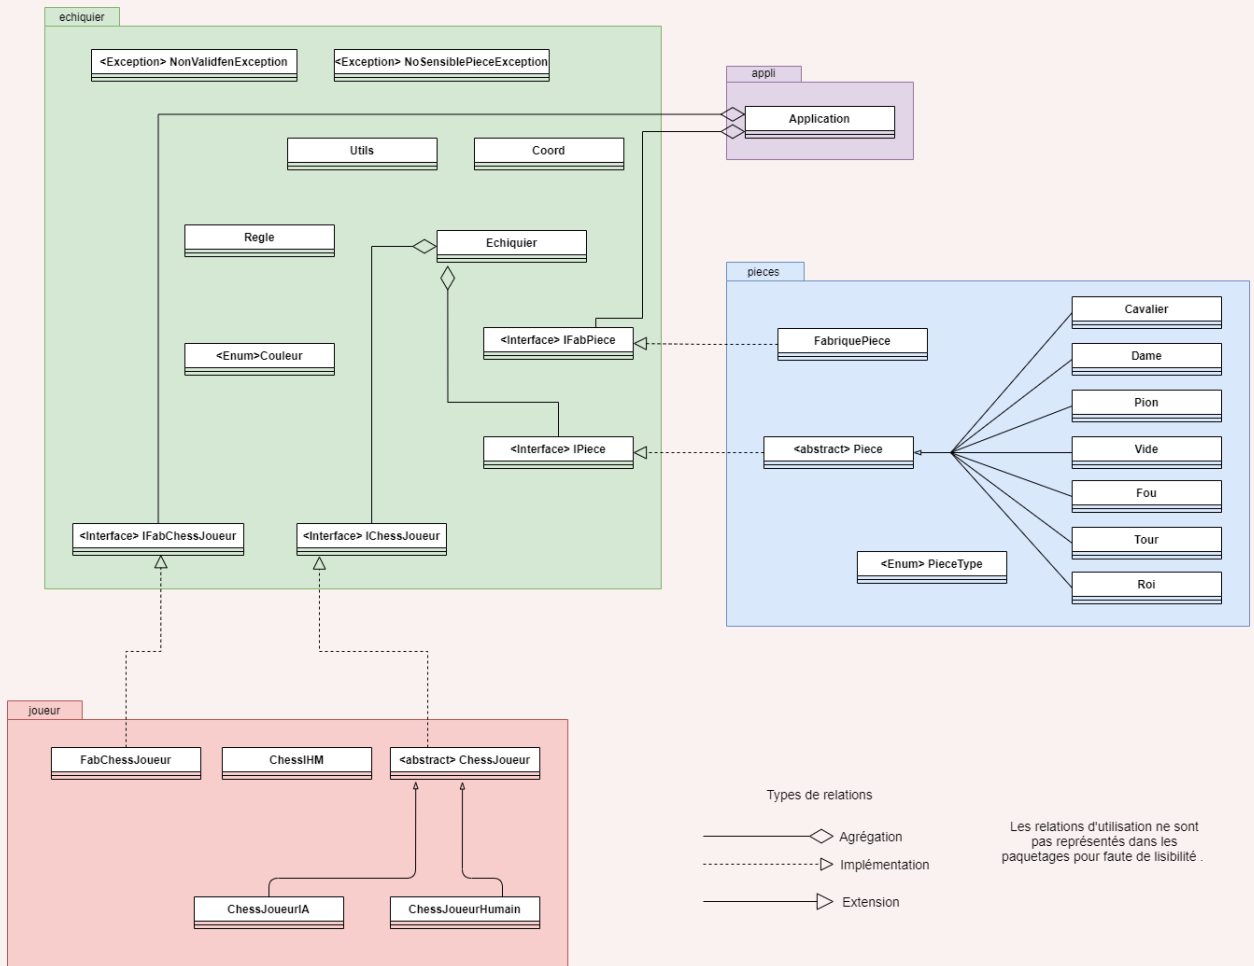 echiquier
<Exception> NonValidfenException
<Exception> NoSensiblePieceException
appli
Application
Utils
Coord
Regle
Echiquier
pieces
Cavalier
<Interface> IFabPiece
FabriquePiece
<Enum>Couleur
Dame
Pion
<Interface> IPiece
<abstract> Piece
Vide
Fou
<Interface> IFabChessJoueur
<Interface> IChessJoueur
Tour
<Enum> PieceType
Roi
joueur
FabChessJoueur
ChessIHM
<abstract> ChessJoueur
ChessJoueurIA
ChessJoueurHumain
Types de relations
Agrégation
Implémentation
Extension
Les relations d'utilisation ne sont
pas représentés dans les
paquetages pour faute de lisibilité .